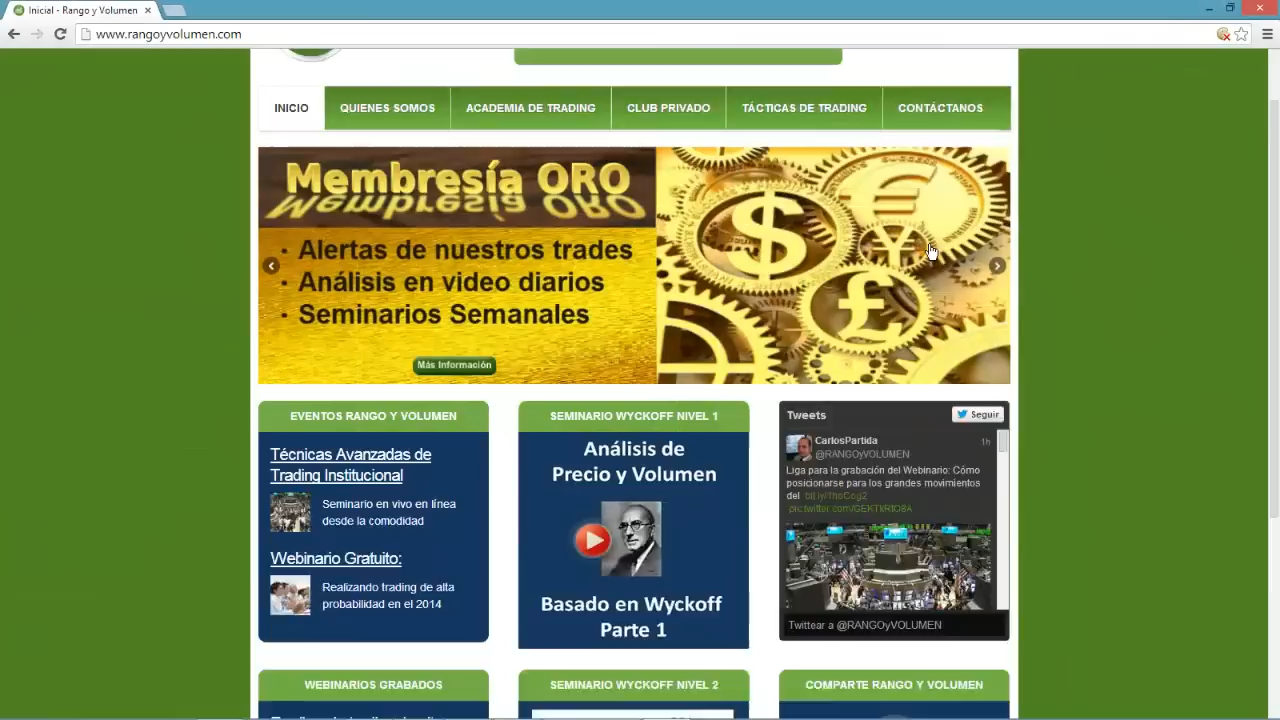 Inicial - Rango y Volumen
www.rangoyvolumen.com
INICIO
QUIENES SOMOS
ACADEMIA DE TRADING
CLUB PRIVADO
TÁCTICAS DE TRADING
CONTÁCTANOS
Membresía ORO
• Alertas de nuestros trades
• Análisis en video diarios
• Seminarios Semanales
Más Información
EVENTOS RANGO Y VOLUMEN
Técnicas Avanzadas de
Trading Institucional
Seminario en vivo en línea
desde la comodidad
Webinario Gratuito:
Realizando trading de alta
probabilidad en el 2014
SEMINARIO WYCKOFF NIVEL 1
Análisis de
Precio y Volumen
Basado en Wyckoff
Parte 1
Tweets
Seguir
CarlosPartida
1h
@RANGOyVOLUMEN
Liga para la grabación del Webinario: Cómo
posicionarse para los grandes movimientos
del
Twittear a @RANGOyVOLUMEN
WEBINARIOS GRABADOS
SEMINARIO WYCKOFF NIVEL 2
COMPARTE RANGO Y VOLUMEN